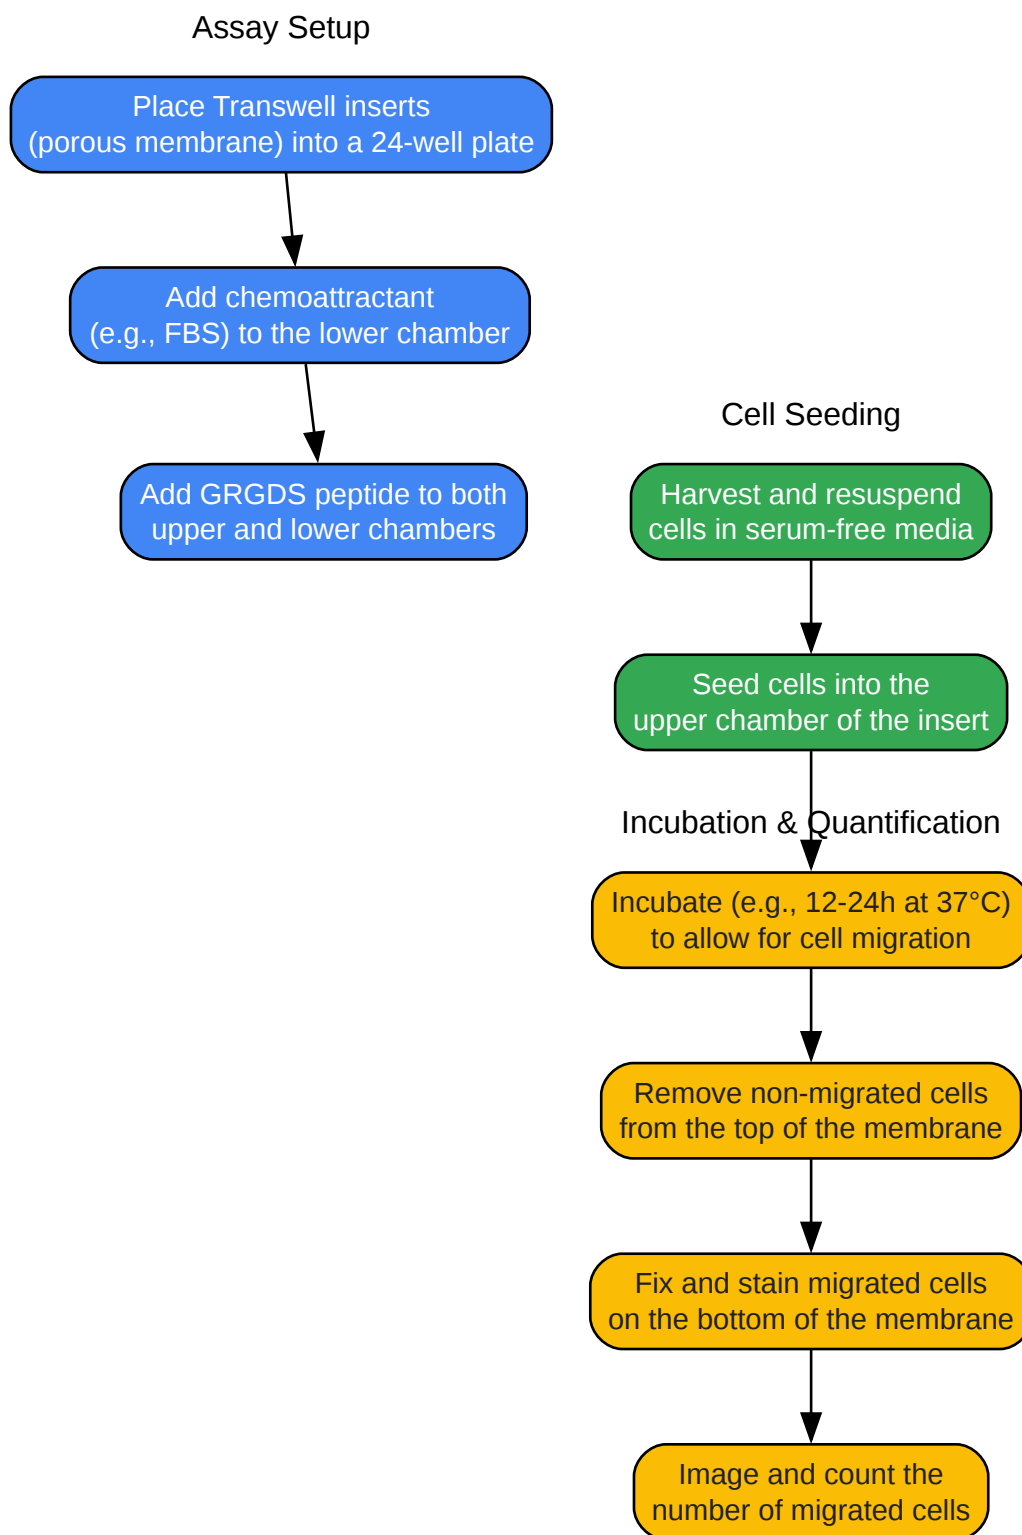 Assay Setup
Place Transwell inserts
(porous membrane) into a 24-well plate
Add chemoattractant
(e.g., FBS) to the lower chamber
Add GRGDS peptide to both
upper and lower chambers
Cell Seeding
Harvest and resuspend
cells in serum-free media
Seed cells into the
upper chamber of the insert
Incubation & Quantification
Incubate (e.g., 12-24h at 37°C)
to allow for cell migration
Remove non-migrated cells
from the top of the membrane
Fix and stain migrated cells
on the bottom of the membrane
Image and count the
number of migrated cells